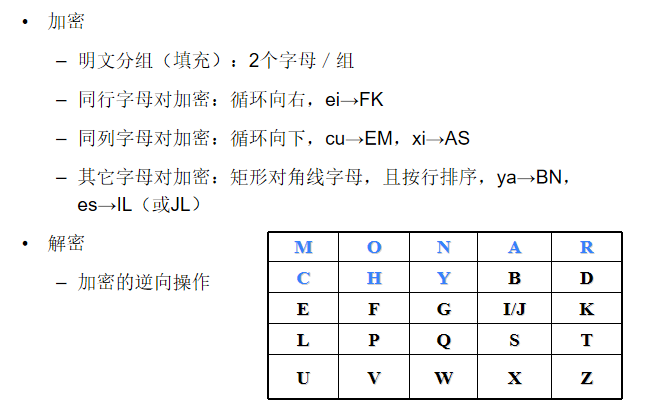 • 加密
– 明文分组（填充）：2个字母／组
– 同行字母对加密：循环向右，ei→FK
– 同列字母对加密：循环向下，cu→EM，xi→AS
– 其它字母对加密：矩形对角线字母，且按行排序，ya→BN，
es→IL（或JL）
• 解密
– 加密的逆向操作
M O N A R
C H Y B D
E F G I/J K
L P Q S T
U V W X Z